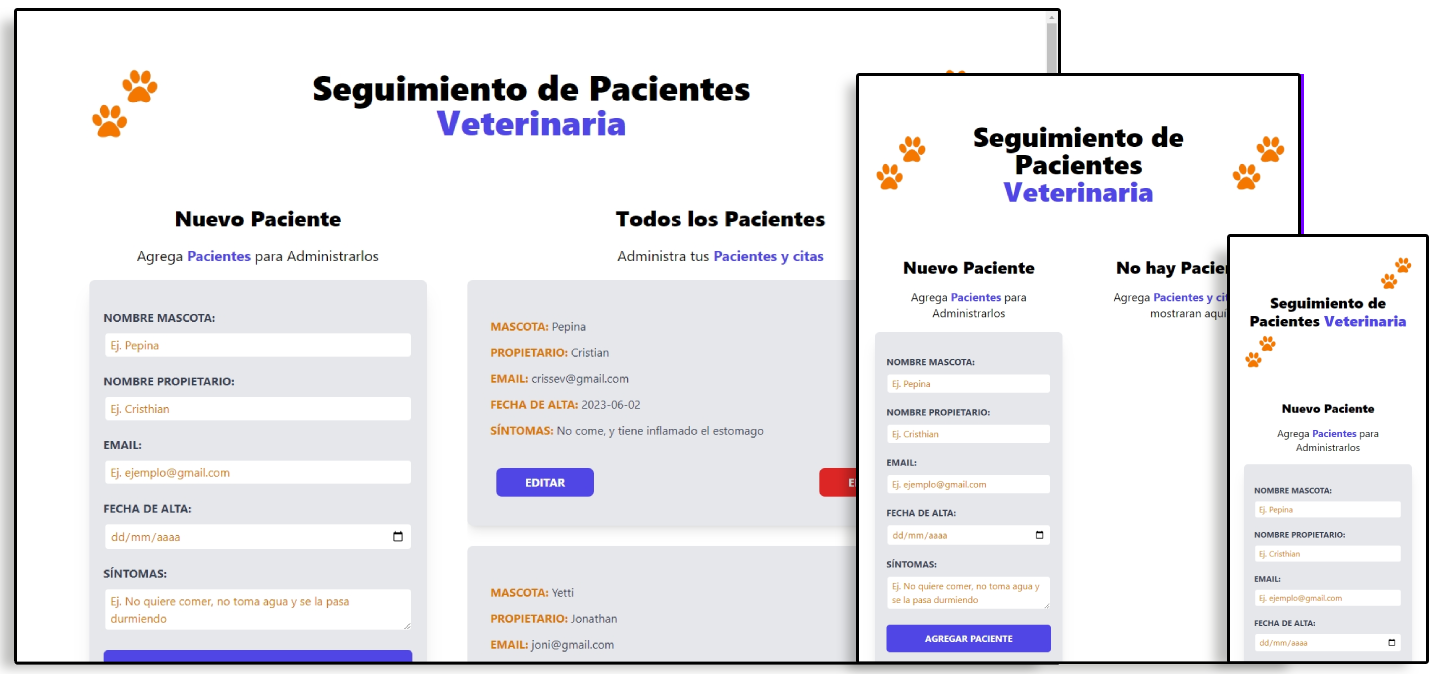 Seguimiento de Pacientes
Veterinaria
Nuevo Paciente
Agrega Pacientes para Administrarlos
NOMBRE MASCOTA:
Ej. Pepina
NOMBRE PROPIETARIO:
Ej. Cristhian
EMAIL:
Ej. ejemplo@gmail.com
FECHA DE ALTA:
dd/mm/aaaa
SÍNTOMAS:
Ej. No quiere comer, no toma agua y se la pasa
durmiendo
Todos los Pacientes
Administra tus Pacientes y citas
MASCOTA: Pepina
PROPIETARIO: Cristian
EMAIL: crissev@gmail.com
FECHA DE ALTA: 2023-06-02
SÍNTOMAS: No come, y tiene inflamado el estomago
EDITAR
MASCOTA: Yetti
PROPIETARIO: Jonathan
EMAIL: joni@gmail.com
Seguimiento de
Pacientes
Veterinaria
Nuevo Paciente
Agrega Pacientes para
Administrarlos
NOMBRE MASCOTA:
Ej. Pepina
NOMBRE PROPIETARIO:
Ej. Cristhian
EMAIL:
Ej. ejemplo@gmail.com
FECHA DE ALTA:
dd/mm/aaaa
SÍNTOMAS:
Ej. No quiere comer, no toma agua y
se la pasa durmiendo
AGREGAR PACIENTE
No hay Pacie
Agrega Pacientes y ci
mostraran aqui
Seguimiento de
Pacientes Veterinaria
Nuevo Paciente
Agrega Pacientes para
Administrarlos
NOMBRE MASCOTA:
Ej. Pepina
NOMBRE PROPIETARIO:
Ej. Cristhian
EMAIL:
Ej. ejemplo@gmail.com
FECHA DE ALTA:
dd/mm/aaaa